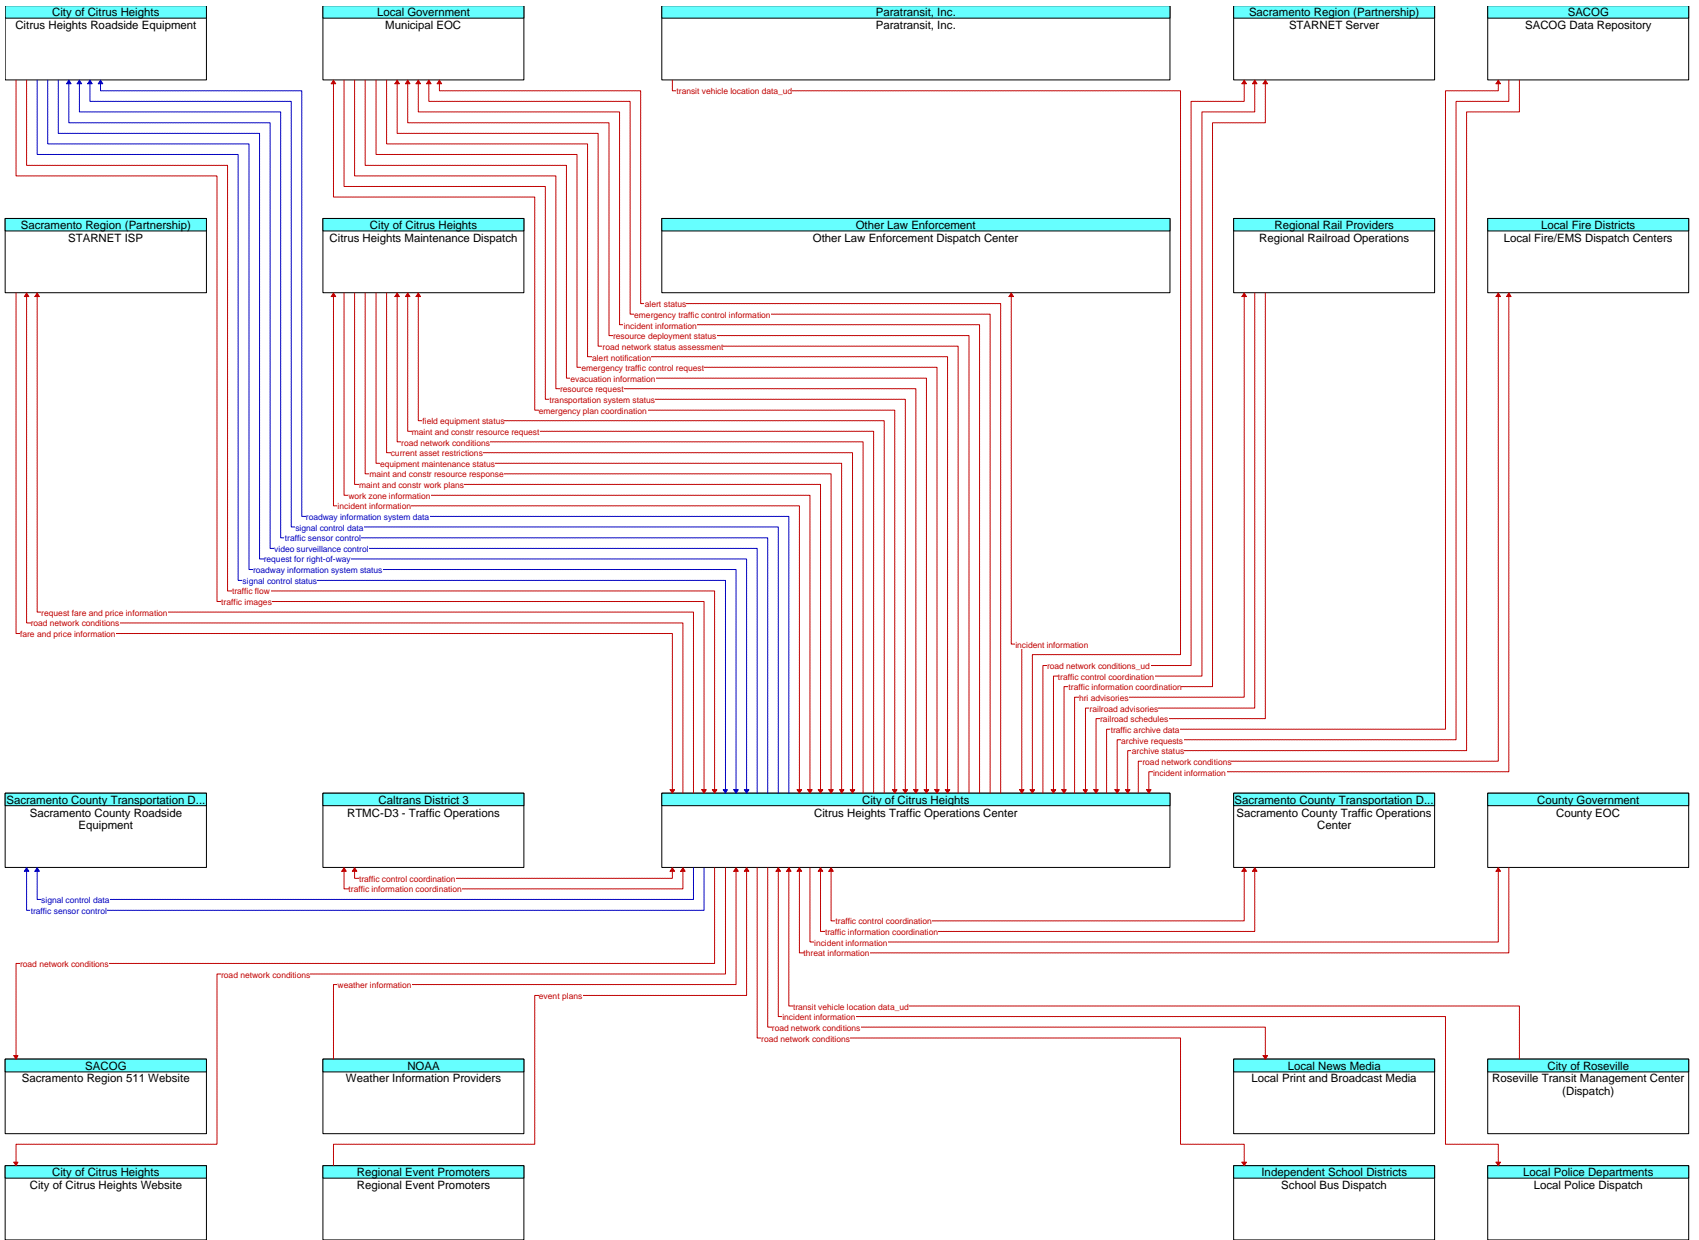 City of Citrus Heights
Citrus Heights Roadside Equipment
Local Government
Municipal EOC
Paratransit, Inc.
Paratransit, Inc.
Sacramento Region (Partnership)
STARNET Server
SACOG
SACOG Data Repository
transit vehicle location data_ud
Sacramento Region (Partnership)
STARNET ISP
City of Citrus Heights
Citrus Heights Maintenance Dispatch
Other Law Enforcement
Other Law Enforcement Dispatch Center
Regional Rail Providers
Regional Railroad Operations
Local Fire Districts
Local Fire/EMS Dispatch Centers
alert status
emergency traffic control information
incident information
resource deployment status
road network status assessment
alert notification
emergency traffic control request
evacuation information
resource request
transportation system status
emergency plan coordination
field equipment status
maint and constr resource request
road network conditions
current asset restrictions
equipment maintenance status
maint and constr resource response
maint and constr work plans
work zone information
incident information
roadway information system data
signal control data
traffic sensor control
video surveillance control
request for right-of-way
roadway information system status
signal control status
traffic flow
traffic images
request fare and price information
road network conditions
fare and price information
incident information
road network conditions_ud
traffic control coordination
traffic information coordination
hri advisories
railroad advisories
railroad schedules
traffic archive data
archive requests
archive status
road network conditions
incident information
Sacramento County Transportation D...
Sacramento County Roadside
Equipment
Caltrans District 3
RTMC-D3 - Traffic Operations
City of Citrus Heights
Citrus Heights Traffic Operations Center
Sacramento County Transportation D...
Sacramento County Traffic Operations
Center
County Government
County EOC
traffic control coordination
traffic information coordination
signal control data
traffic sensor control
traffic control coordination
traffic information coordination
incident information
threat information
road network conditions
road network conditions
weather information
event plans
transit vehicle location data_ud
incident information
road network conditions
road network conditions
SACOG
Sacramento Region 511 Website
NOAA
Weather Information Providers
Local News Media
Local Print and Broadcast Media
City of Roseville
Roseville Transit Management Center
(Dispatch)
City of Citrus Heights
City of Citrus Heights Website
Regional Event Promoters
Regional Event Promoters
Independent School Districts
School Bus Dispatch
Local Police Departments
Local Police Dispatch